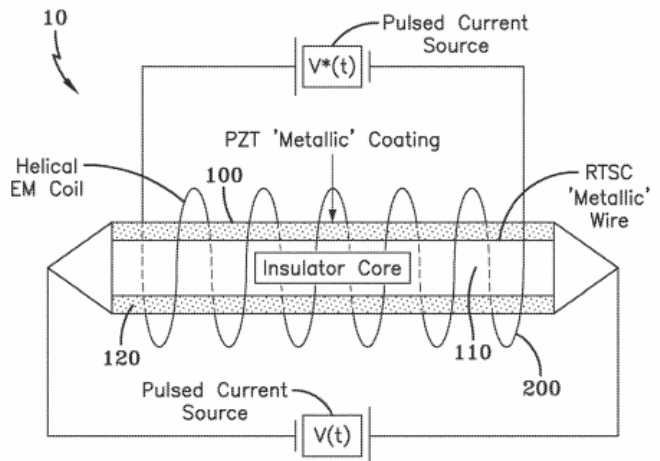 10
Pulsed Current
Source
V*(t)
PZT 'Metallic' Coating
Helical
EM Coil
100
RTSC
'Metallic'
Wire
Insulator Core
120
110
200
Pulsed Current
Source
V(t)